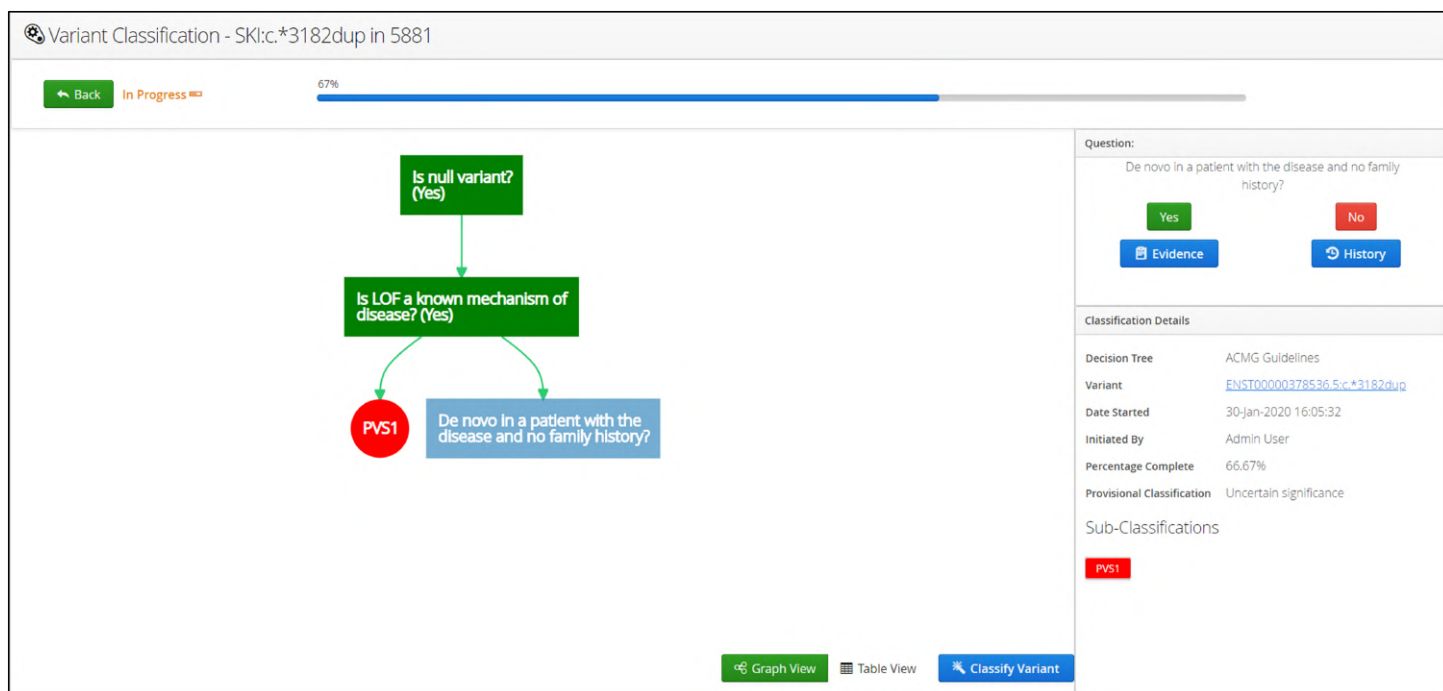 Variant Classification - SKI:c.*3182dup in 5881
Back
In Progress
67%
Is null variant?
(Yes)
Is LOF a known mechanism of
disease? (Yes)
PVS1
De novo in a patient with the
disease and no family history?
Graph View
Table View
Classify Variant
Question:
De novo in a patient with the disease and no family
history?
Yes
No
Evidence
History
Classification Details
Decision Tree ACMG Guidelines
Variant ENST00000378536.5:c.*3182dup
Date Started 30-Jan-2020 16:05:32
Initiated By Admin User
Percentage Complete 66.67%
Provisional Classification Uncertain significance
Sub-Classifications
PVS1